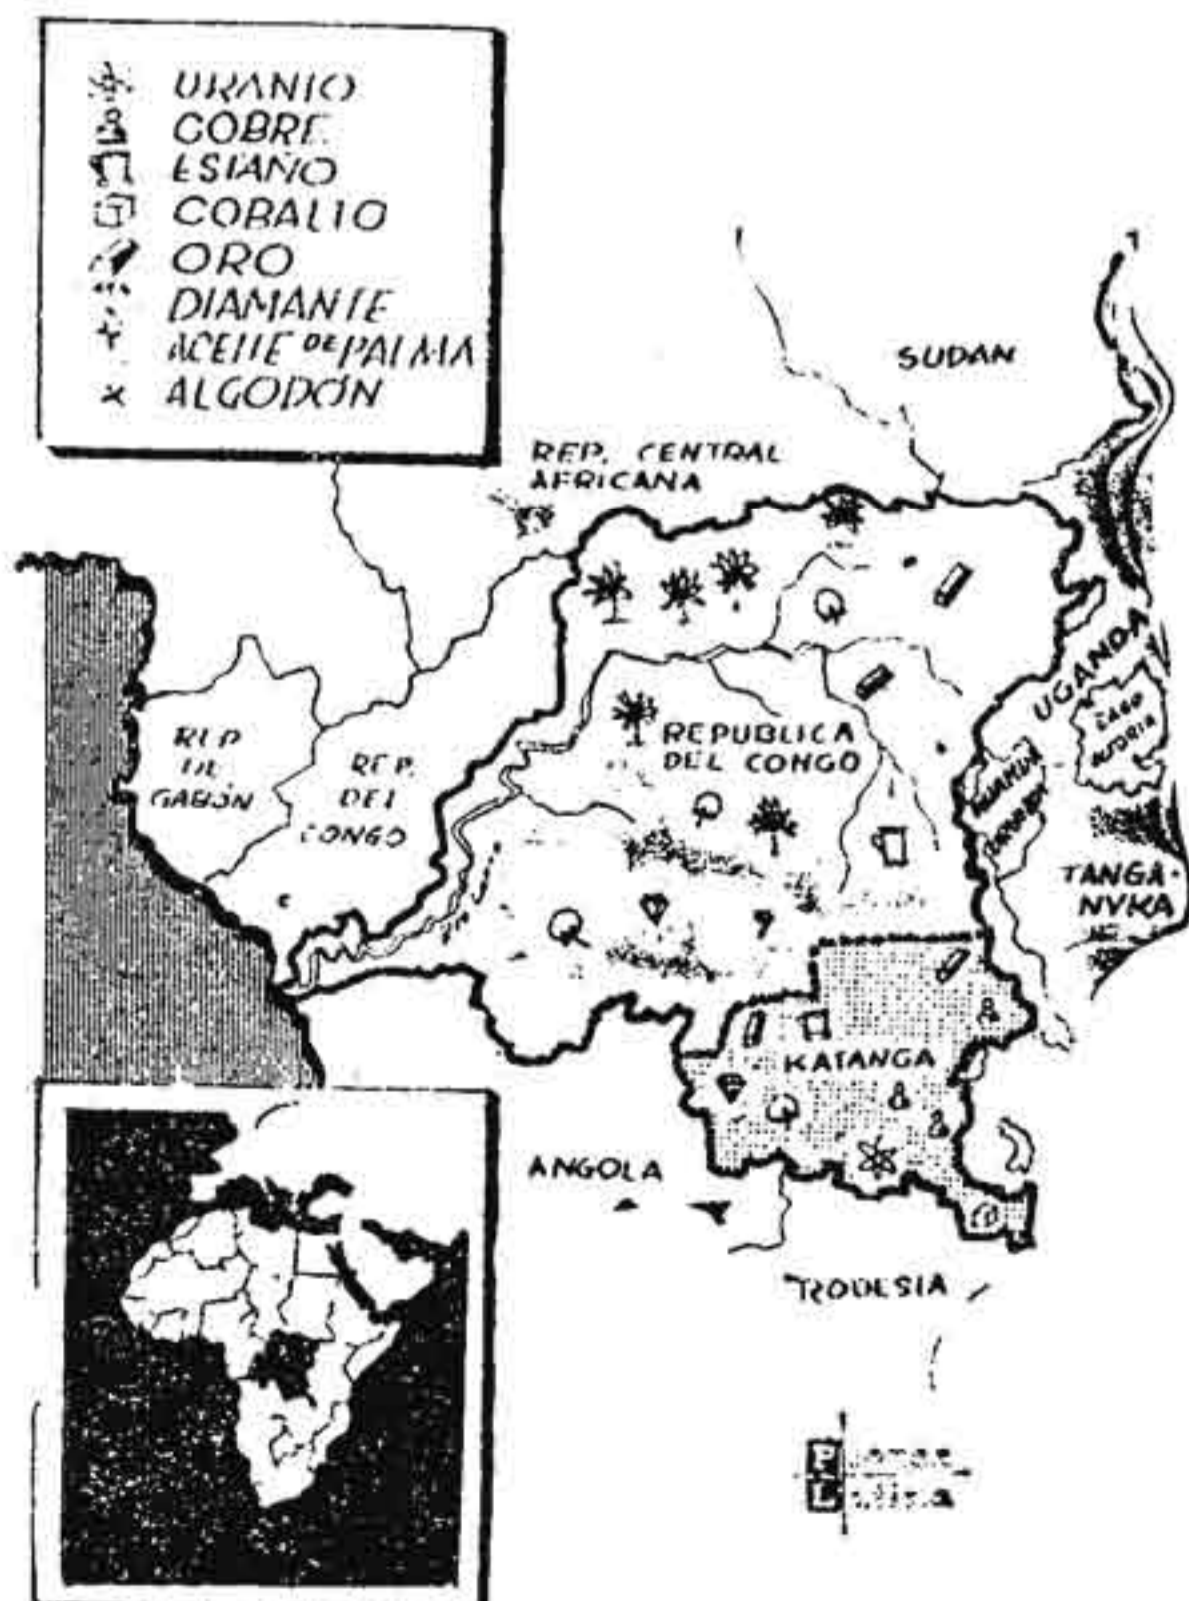 URANIO
COBRE
ESTAÑO
COBALTO
ORO
DIAMANTE
ACEITE DE PALMA
ALGODÓN
SUDAN
REP. CENTRAL
AFRICANA
UGANDA
LAGO
REP
DE
GABÓN
REP.
DEL
CONGO
REPUBLICA
DEL CONGO
TANGA-
NYKA
KATANGA
ANGOLA
RODESIA
P
L